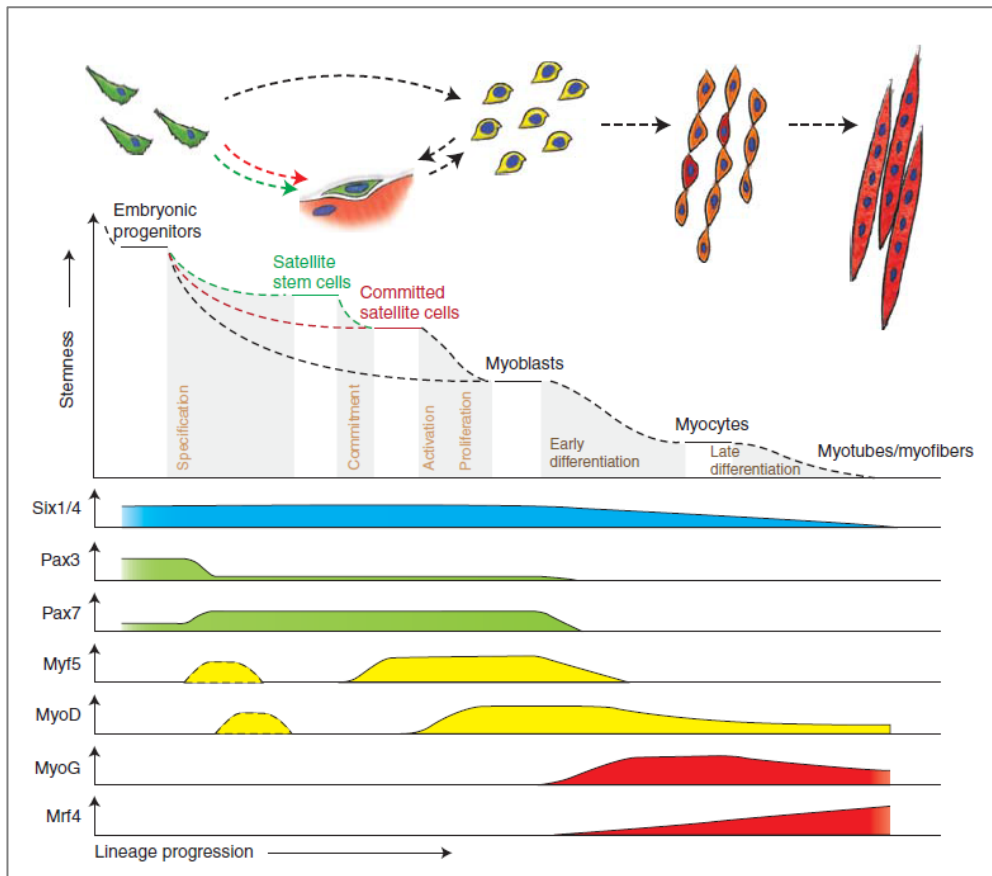 Embryonic
progenitors
Satellite
stem cells
Committed
satellite cells
Myoblasts
Myocytes
Myotubes/myofibers
Stemness
Specification
Commitment
Activation
Proliferation
Early
differentiation
Late
differentiation
Six1/4
Pax3
Pax7
Myf5
MyoD
MyoG
Mrf4
Lineage progression